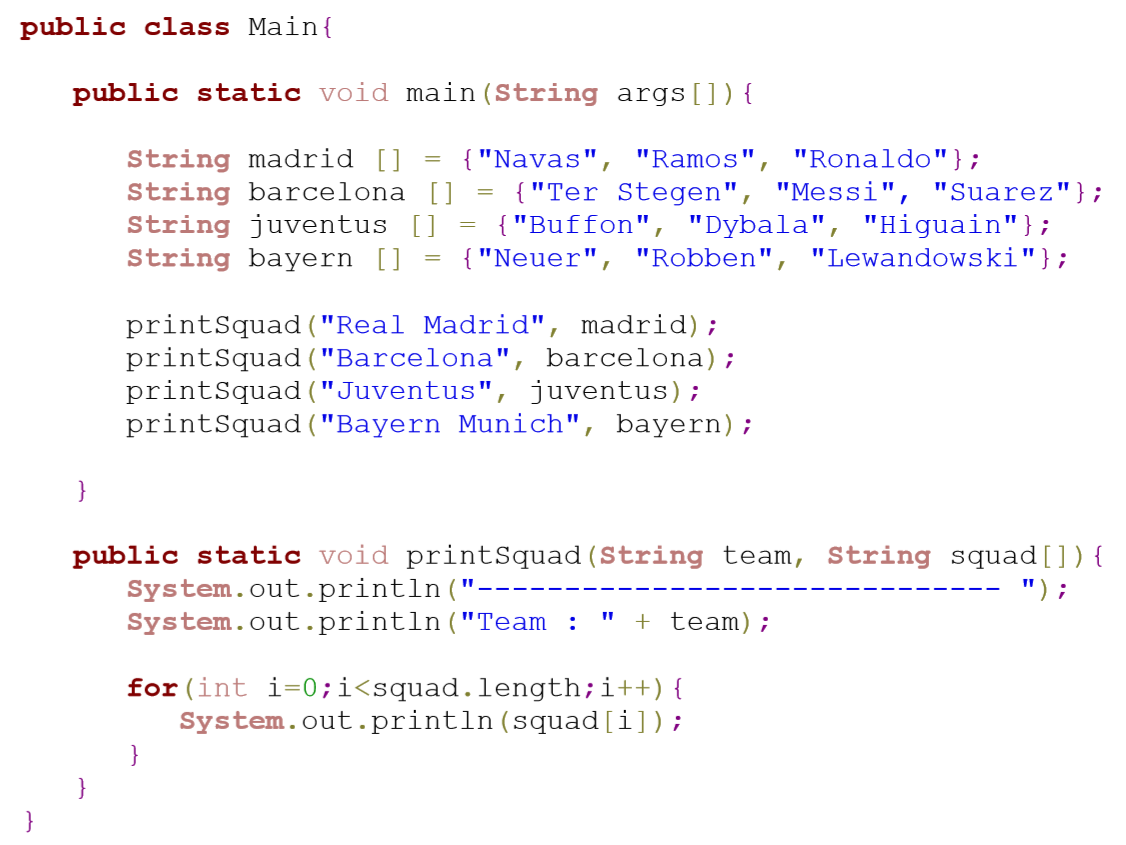 public class Main{
public static void main(String args[]){
String madrid [] = {"Navas", "Ramos", "Ronaldo"};
String barcelona [] = {"Ter Stegen", "Messi", "Suarez"};
String juventus [] = {"Buffon", "Dybala", "Higuain"};
String bayern [] = {"Neuer", "Robben", "Lewandowski"};
printSquad("Real Madrid", madrid);
printSquad("Barcelona", barcelona);
printSquad("Juventus", juventus);
printSquad("Bayern Munich", bayern);
}
public static void printSquad(String team, String squad[]){
System.out.println("------------------------------ ");
System.out.println("Team : " + team);
for(int i=0;i<squad.length;i++){
System.out.println(squad[i]);
}
}
}